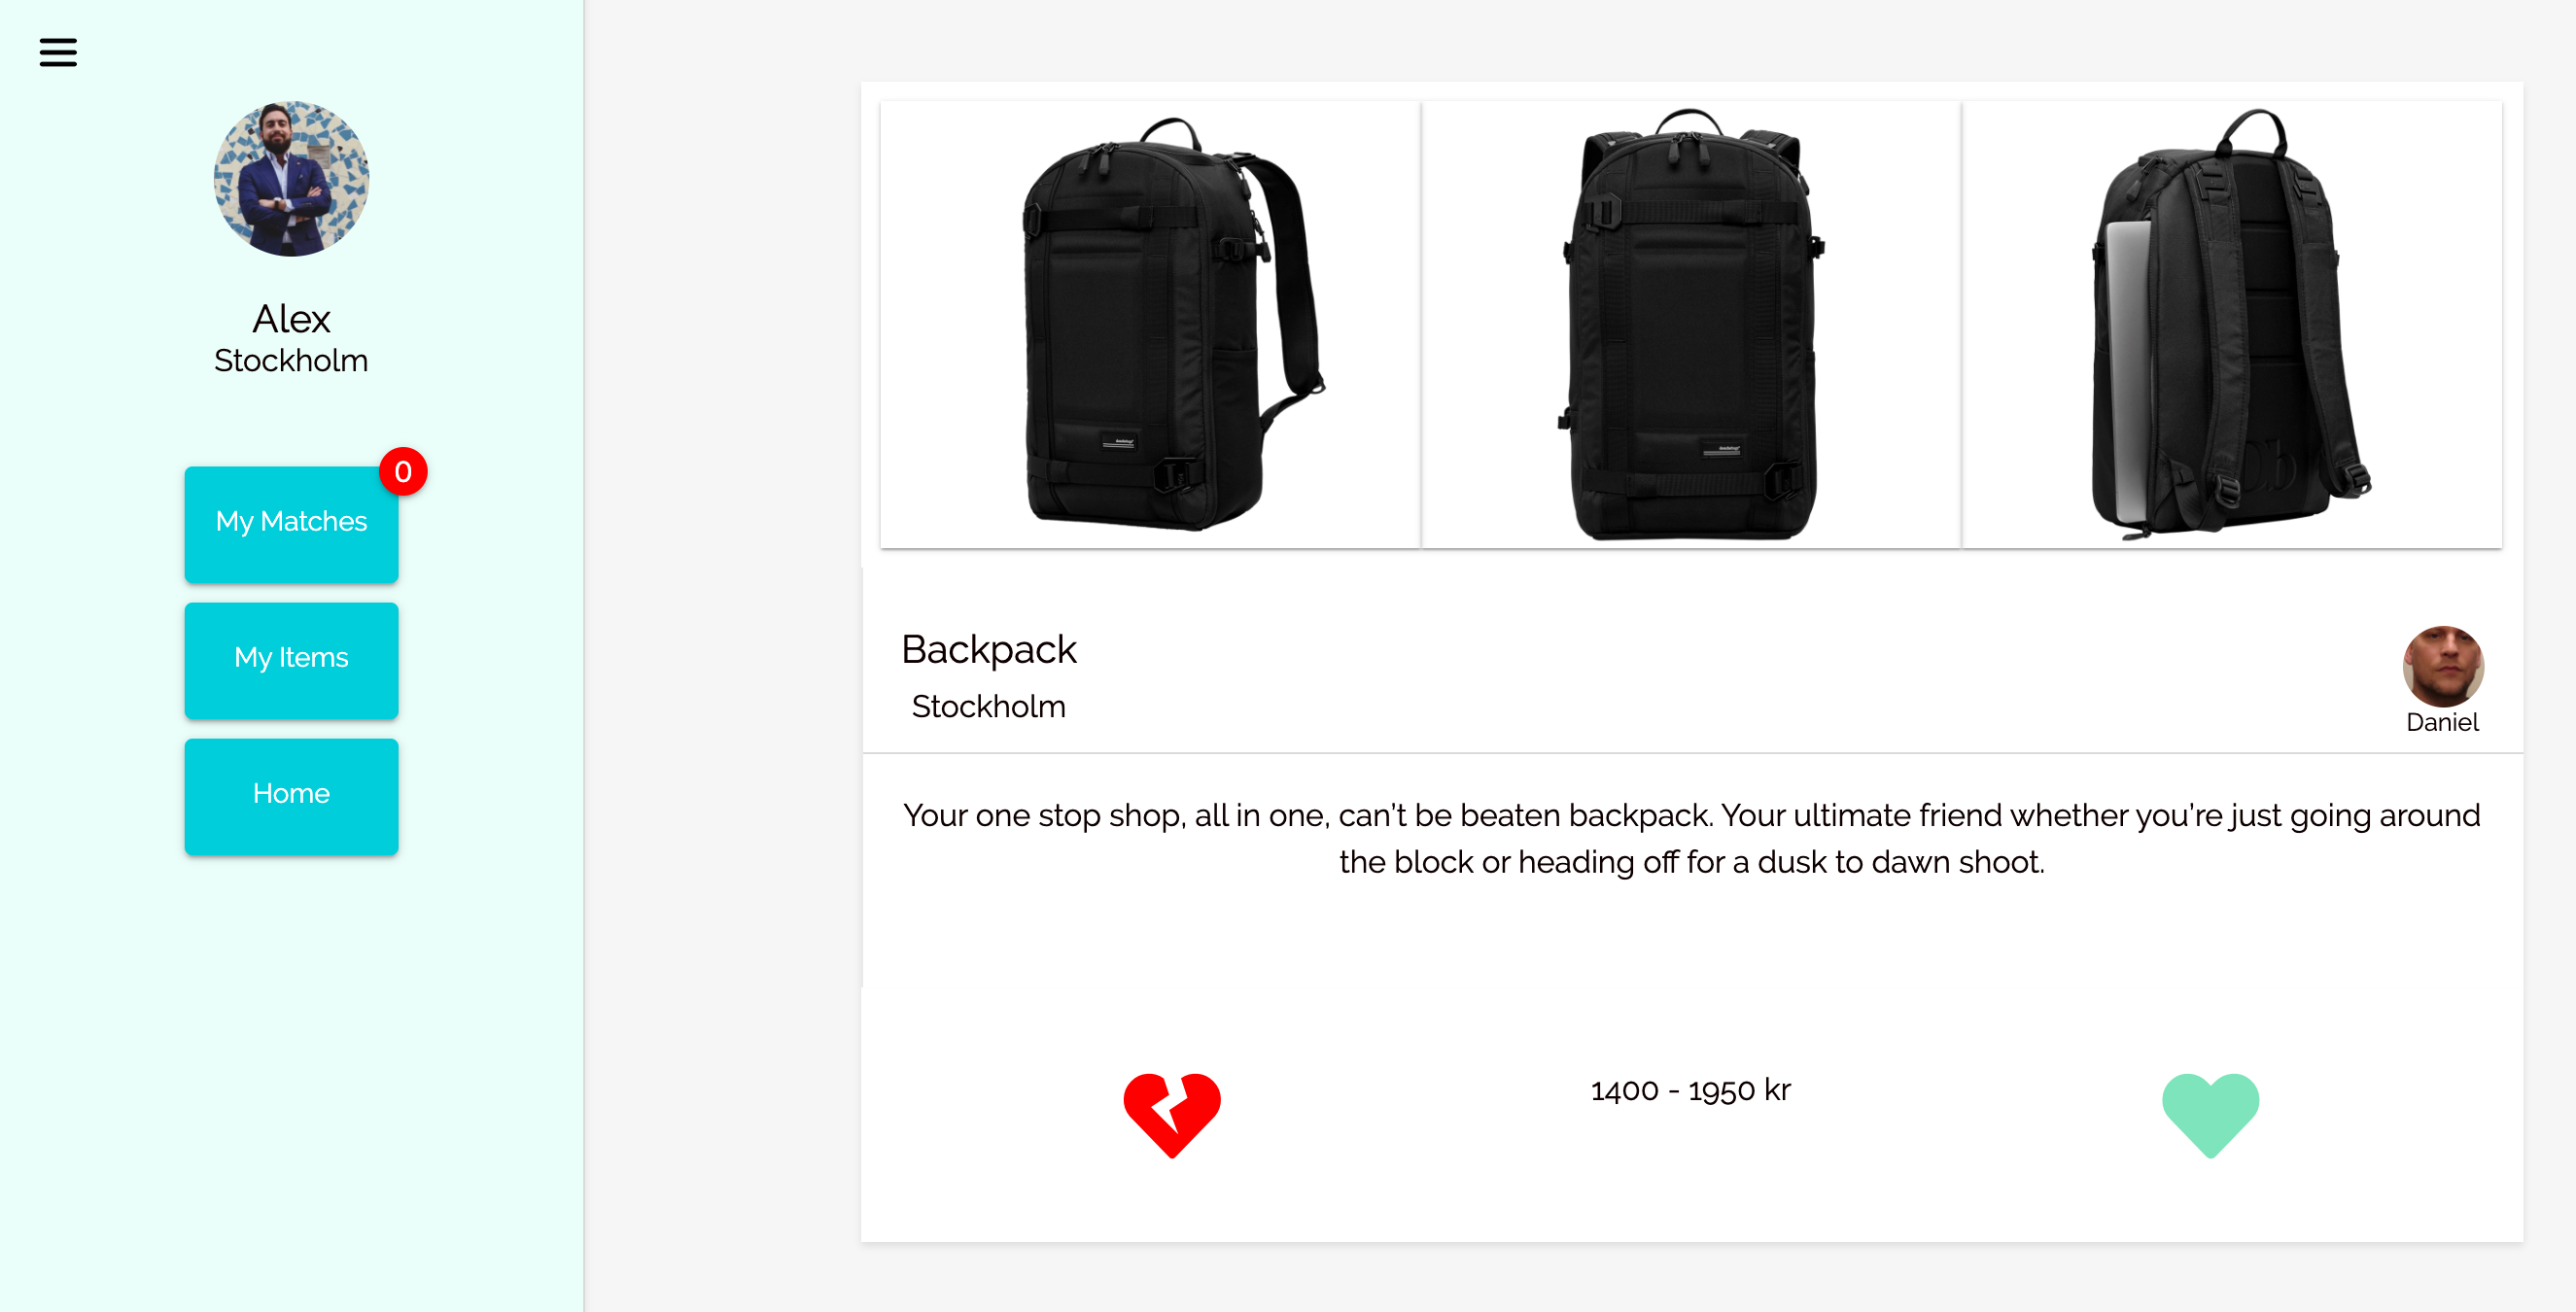 Alex
Stockholm
0
My Matches
My Items
Home
Backpack
Stockholm
Daniel
Your one stop shop, all in one, can't be beaten backpack. Your ultimate friend whether you're just going around
the block or heading off for a dusk to dawn shoot.
1400 - 1950 kr